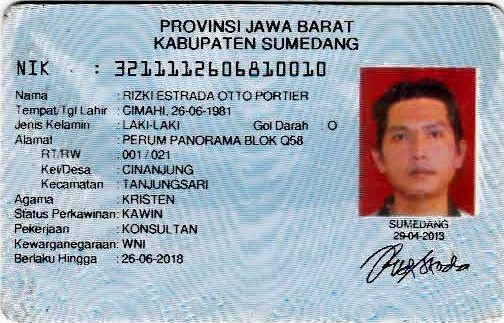 PROVINSI JAWA BARAT
KABUPATEN SUMEDANG
NIK : 3211112606810010
Nama : RIZKI ESTRADA OTTO PORTIER
Tempat/Tgl Lahir : CIMAHI, 26-06-1981
Jenis Kelamin : LAKI-LAKI Gol Darah : O
Alamat : PERUM PANORAMA BLOK Q58
RT/RW : 001 / 021
Kel/Desa : CINANJUNG
Kecamatan : TANJUNGSARI
Agama : KRISTEN
Status Perkawinan: KAWIN
Pekerjaan : KONSULTAN
Kewarganegaraan: WNI
Berlaku Hingga : 26-06-2018
SUMEDANG
29-04-2013